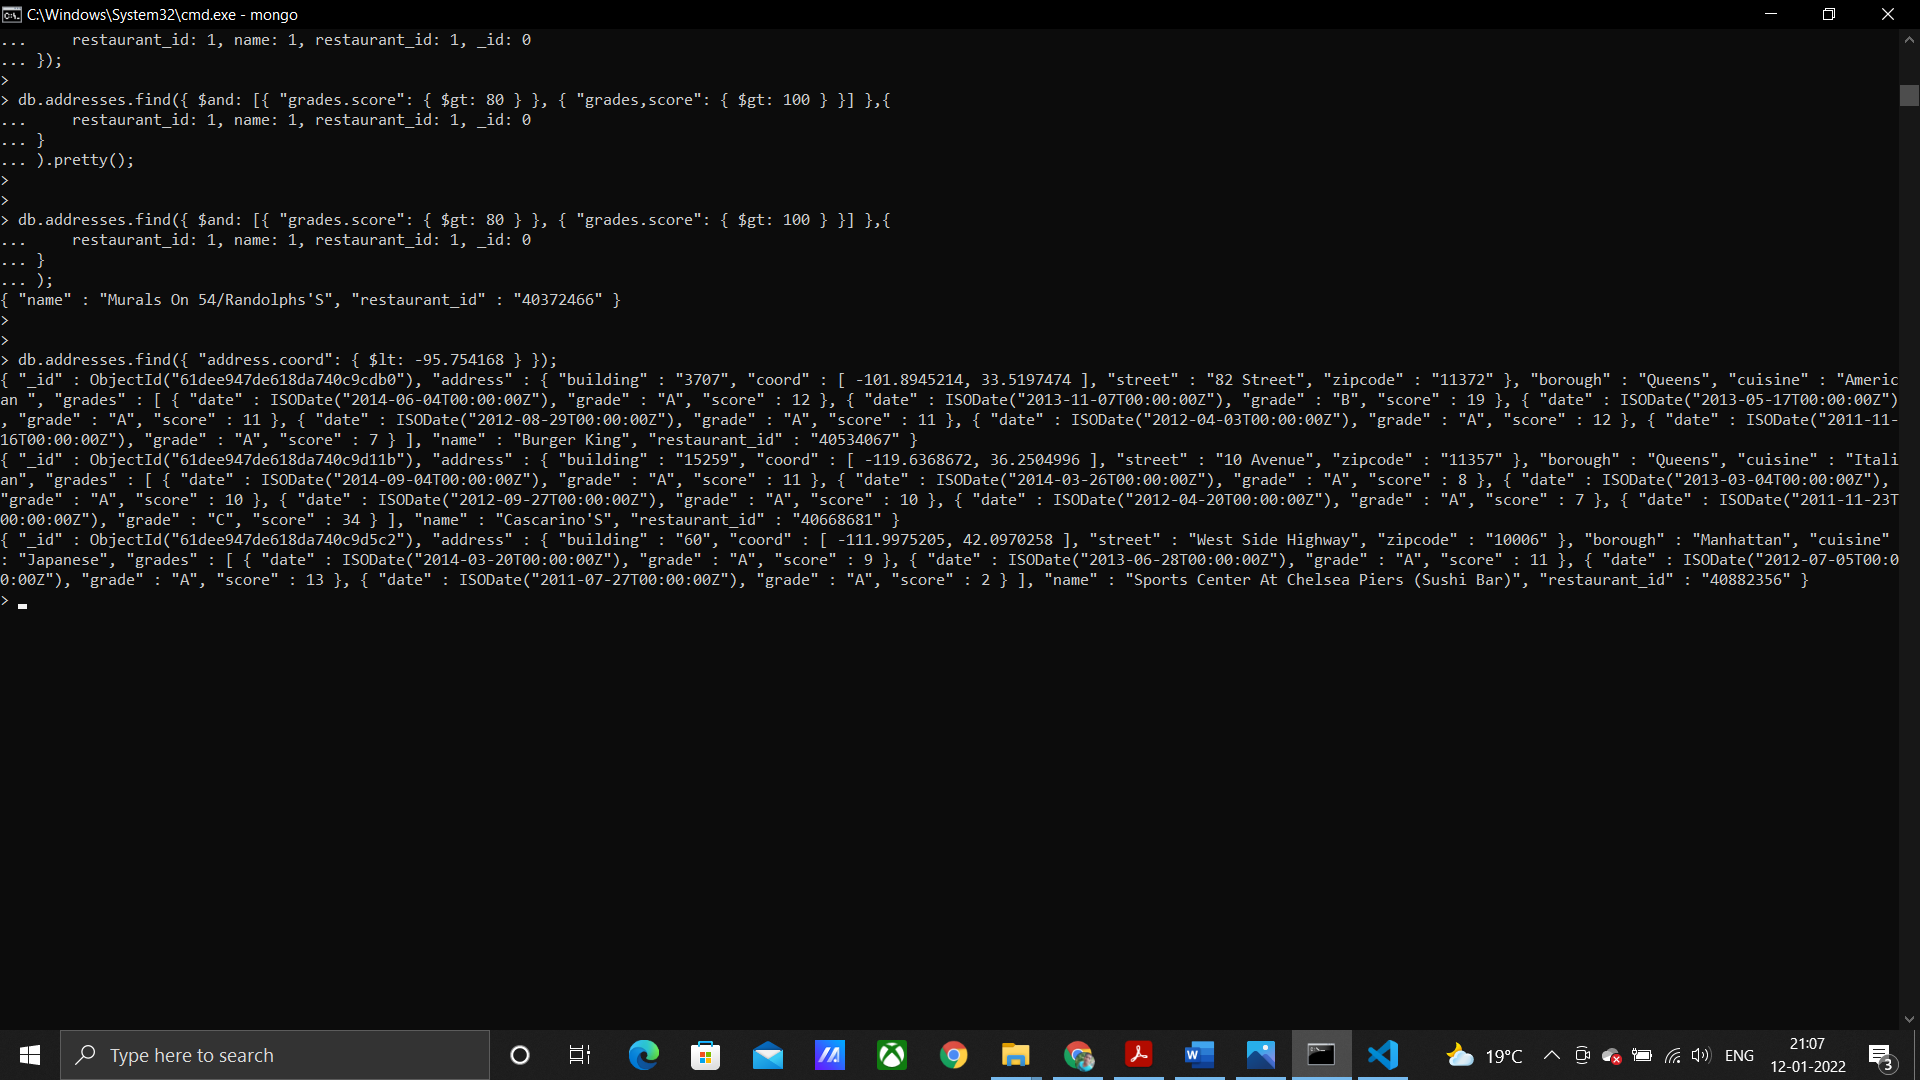 C:\Windows\System32\cmd.exe - mongo
...     restaurant_id: 1, name: 1, restaurant_id: 1, _id: 0
... });
>
> db.addresses.find({ $and: [{ "grades.score": { $gt: 80 } }, { "grades,score": { $gt: 100 } }] },{
...     restaurant_id: 1, name: 1, restaurant_id: 1, _id: 0
... }
... ).pretty();
>
>
> db.addresses.find({ $and: [{ "grades.score": { $gt: 80 } }, { "grades.score": { $gt: 100 } }] },{
...     restaurant_id: 1, name: 1, restaurant_id: 1, _id: 0
... }
... );
{ "name" : "Murals On 54/Randolphs'S", "restaurant_id" : "40372466" }
>
>
> db.addresses.find({ "address.coord": { $lt: -95.754168 } });
{ "_id" : ObjectId("61dee947de618da740c9cdb0"), "address" : { "building" : "3707", "coord" : [ -101.8945214, 33.5197474 ], "street" : "82 Street", "zipcode" : "11372" }, "borough" : "Queens", "cuisine" : "Americ
an ", "grades" : [ { "date" : ISODate("2014-06-04T00:00:00Z"), "grade" : "A", "score" : 12 }, { "date" : ISODate("2013-11-07T00:00:00Z"), "grade" : "B", "score" : 19 }, { "date" : ISODate("2013-05-17T00:00:00Z")
, "grade" : "A", "score" : 11 }, { "date" : ISODate("2012-08-29T00:00:00Z"), "grade" : "A", "score" : 11 }, { "date" : ISODate("2012-04-03T00:00:00Z"), "grade" : "A", "score" : 12 }, { "date" : ISODate("2011-11-
16T00:00:00Z"), "grade" : "A", "score" : 7 } ], "name" : "Burger King", "restaurant_id" : "40534067" }
{ "_id" : ObjectId("61dee947de618da740c9d11b"), "address" : { "building" : "15259", "coord" : [ -119.6368672, 36.2504996 ], "street" : "10 Avenue", "zipcode" : "11357" }, "borough" : "Queens", "cuisine" : "Itali
an", "grades" : [ { "date" : ISODate("2014-09-04T00:00:00Z"), "grade" : "A", "score" : 11 }, { "date" : ISODate("2014-03-26T00:00:00Z"), "grade" : "A", "score" : 8 }, { "date" : ISODate("2013-03-04T00:00:00Z"),
"grade" : "A", "score" : 10 }, { "date" : ISODate("2012-09-27T00:00:00Z"), "grade" : "A", "score" : 10 }, { "date" : ISODate("2012-04-20T00:00:00Z"), "grade" : "A", "score" : 7 }, { "date" : ISODate("2011-11-23T
00:00:00Z"), "grade" : "C", "score" : 34 } ], "name" : "Cascarino'S", "restaurant_id" : "40668681" }
{ "_id" : ObjectId("61dee947de618da740c9d5c2"), "address" : { "building" : "60", "coord" : [ -111.9975205, 42.0970258 ], "street" : "West Side Highway", "zipcode" : "10006" }, "borough" : "Manhattan", "cuisine"
: "Japanese", "grades" : [ { "date" : ISODate("2014-03-20T00:00:00Z"), "grade" : "A", "score" : 9 }, { "date" : ISODate("2013-06-28T00:00:00Z"), "grade" : "A", "score" : 11 }, { "date" : ISODate("2012-07-05T00:0
0:00Z"), "grade" : "A", "score" : 13 }, { "date" : ISODate("2011-07-27T00:00:00Z"), "grade" : "A", "score" : 2 } ], "name" : "Sports Center At Chelsea Piers (Sushi Bar)", "restaurant_id" : "40882356" }
>
Type here to search
19°C
ENG
21:07
12-01-2022
3